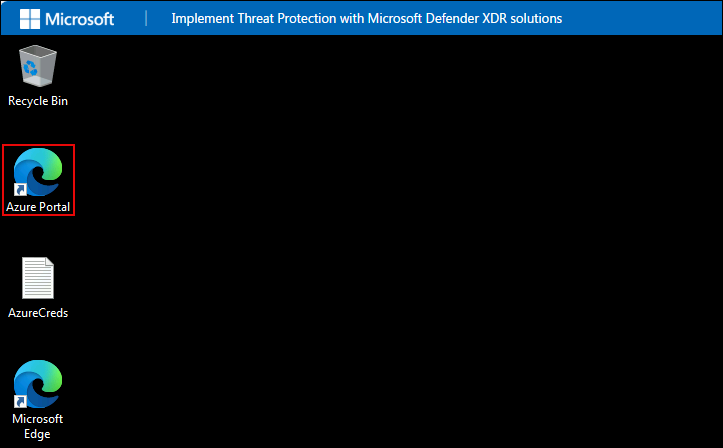 Microsoft | Implement Threat Protection with Microsoft Defender XDR solutions
Recycle Bin
Azure Portal
AzureCreds
Microsoft
Edge